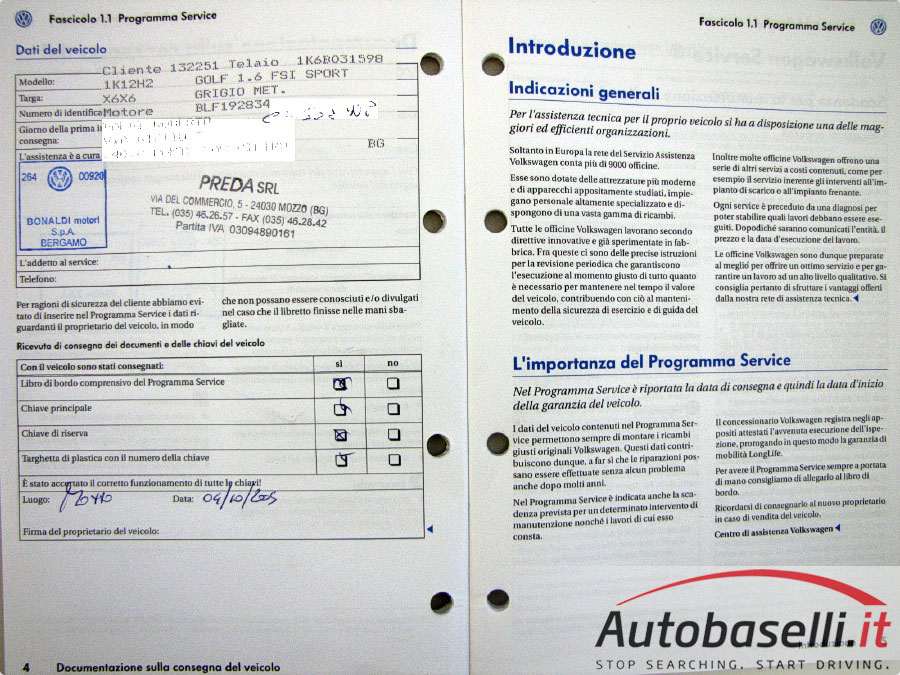 Fascicolo 1.1 Programma Service
Dati del veicolo
Cliente 132251 Telaio 1K6B031598
Modello: 1K12H2 GOLF 1.6 FSI SPORT
Targa: X6X6 GRIGIO MET.
Numero di identifica Motore BLF192834
Giorno della prima
consegna: BG
L'assistenza è a cura
264 00920
BONALDI motori
S.p.A.
BERGAMO
PREDA SRL
VIA DEL COMMERCIO, 5 - 24030 MOZZO (BG)
TEL. (035) 46.26.57 - FAX (035) 46.28.42
Partita IVA 03094890161
L'addetto al service:
Telefono:
Per ragioni di sicurezza del cliente abbiamo evi-
tato di inserire nel Programma Service i dati ri-
guardanti il proprietario del veicolo, in modo
che non possano essere conosciuti e/o divulgati
nel caso che il libretto finisse nelle mani sba-
gliate.
Ricevuta di consegna dei documenti e delle chiavi del veicolo
Con il veicolo sono stati consegnati: sì no
Libro di bordo comprensivo del Programma Service
Chiave principale
Chiave di riserva
Targhetta di plastica con il numero della chiave
È stato accertato il corretto funzionamento di tutte le chiavi!
Luogo: Mozzo Data: 04/10/2005
Firma del proprietario del veicolo:
4 Documentazione sulla consegna del veicolo
Fascicolo 1.1 Programma Service
Introduzione
Indicazioni generali
Per l'assistenza tecnica per il proprio veicolo si ha a disposizione una delle mag-
giori ed efficienti organizzazioni.
Soltanto in Europa la rete del Servizio Assistenza
Volkswagen conta più di 9000 officine.
Esse sono dotate delle attrezzature più moderne
e di apparecchi appositamente studiati, impie-
gano personale altamente specializzato e di-
spongono di una vasta gamma di ricambi.
Tutte le officine Volkswagen lavorano secondo
direttive innovative e già sperimentate in fab-
brica. Fra queste ci sono delle precise istruzioni
per la revisione periodica che garantiscono
l'esecuzione al momento giusto di tutto quanto
è necessario per mantenere nel tempo il valore
del veicolo, contribuendo con ciò al manteni-
mento della sicurezza di esercizio e di guida del
veicolo.
Inoltre molte officine Volkswagen offrono una
serie di altri servizi a costi contenuti, come per
esempio il servizio inerente gli interventi all'im-
pianto di scarico o all'impianto frenante.
Ogni service è preceduto da una diagnosi per
poter stabilire quali lavori debbano essere ese-
guiti. Dopodiché saranno comunicati l'entità, il
prezzo e la data d'esecuzione del lavoro.
Le officine Volkswagen sono dunque preparate
al meglio per offrire un ottimo servizio e per ga-
rantire un lavoro ad un alto livello qualitativo. Si
consiglia pertanto di sfruttare i vantaggi offerti
dalla nostra rete di assistenza tecnica.
L'importanza del Programma Service
Nel Programma Service è riportata la data di consegna e quindi la data d'inizio
della garanzia del veicolo.
I dati del veicolo contenuti nel Programma Ser-
vice permettono sempre di montare i ricambi
giusti originali Volkswagen. Questi dati contri-
buiscono dunque, a far sì che le riparazioni pos-
sano essere effettuate senza alcun problema
anche dopo molti anni.
Nel Programma Service è indicata anche la sca-
denza prevista per un determinato intervento di
manutenzione nonché i lavori di cui esso
consta.
Il concessionario Volkswagen registra negli ap-
positi attestati l'avvenuta esecuzione dell'ispe-
zione, prorogando in questo modo la garanzia di
mobilità LongLife.
Per avere il Programma Service sempre a portata
di mano consigliamo di allegarlo al libro di
bordo.
Ricordarsi di consegnarlo al nuovo proprietario
in caso di vendita del veicolo.
Centro di assistenza Volkswagen
Autobaselli.it
STOP SEARCHING. START DRIVING.